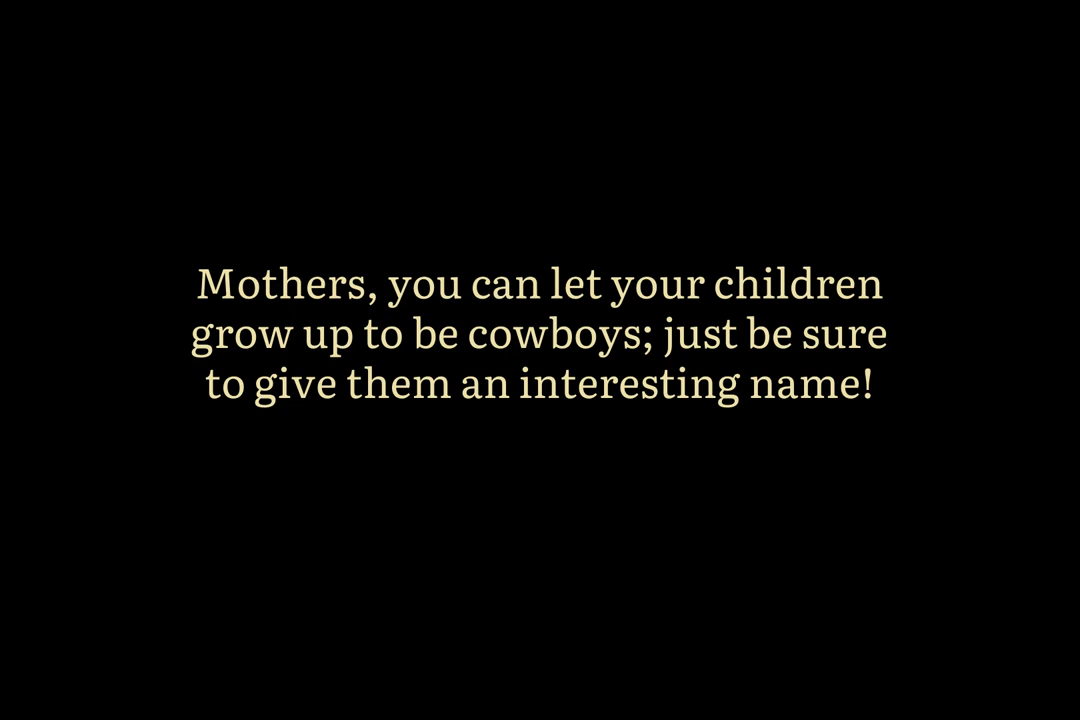 Mothers, you can let your children
grow up to be cowboys; just be sure
to give them an interesting name!